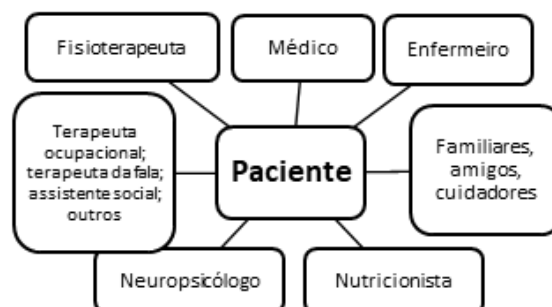 Fisioterapeuta
Médico
Enfermeiro
Terapeuta
ocupacional;
terapeuta da fala;
assistente social;
outros
Paciente
Familiares,
amigos,
cuidadores
Neuropsicólogo
Nutricionista